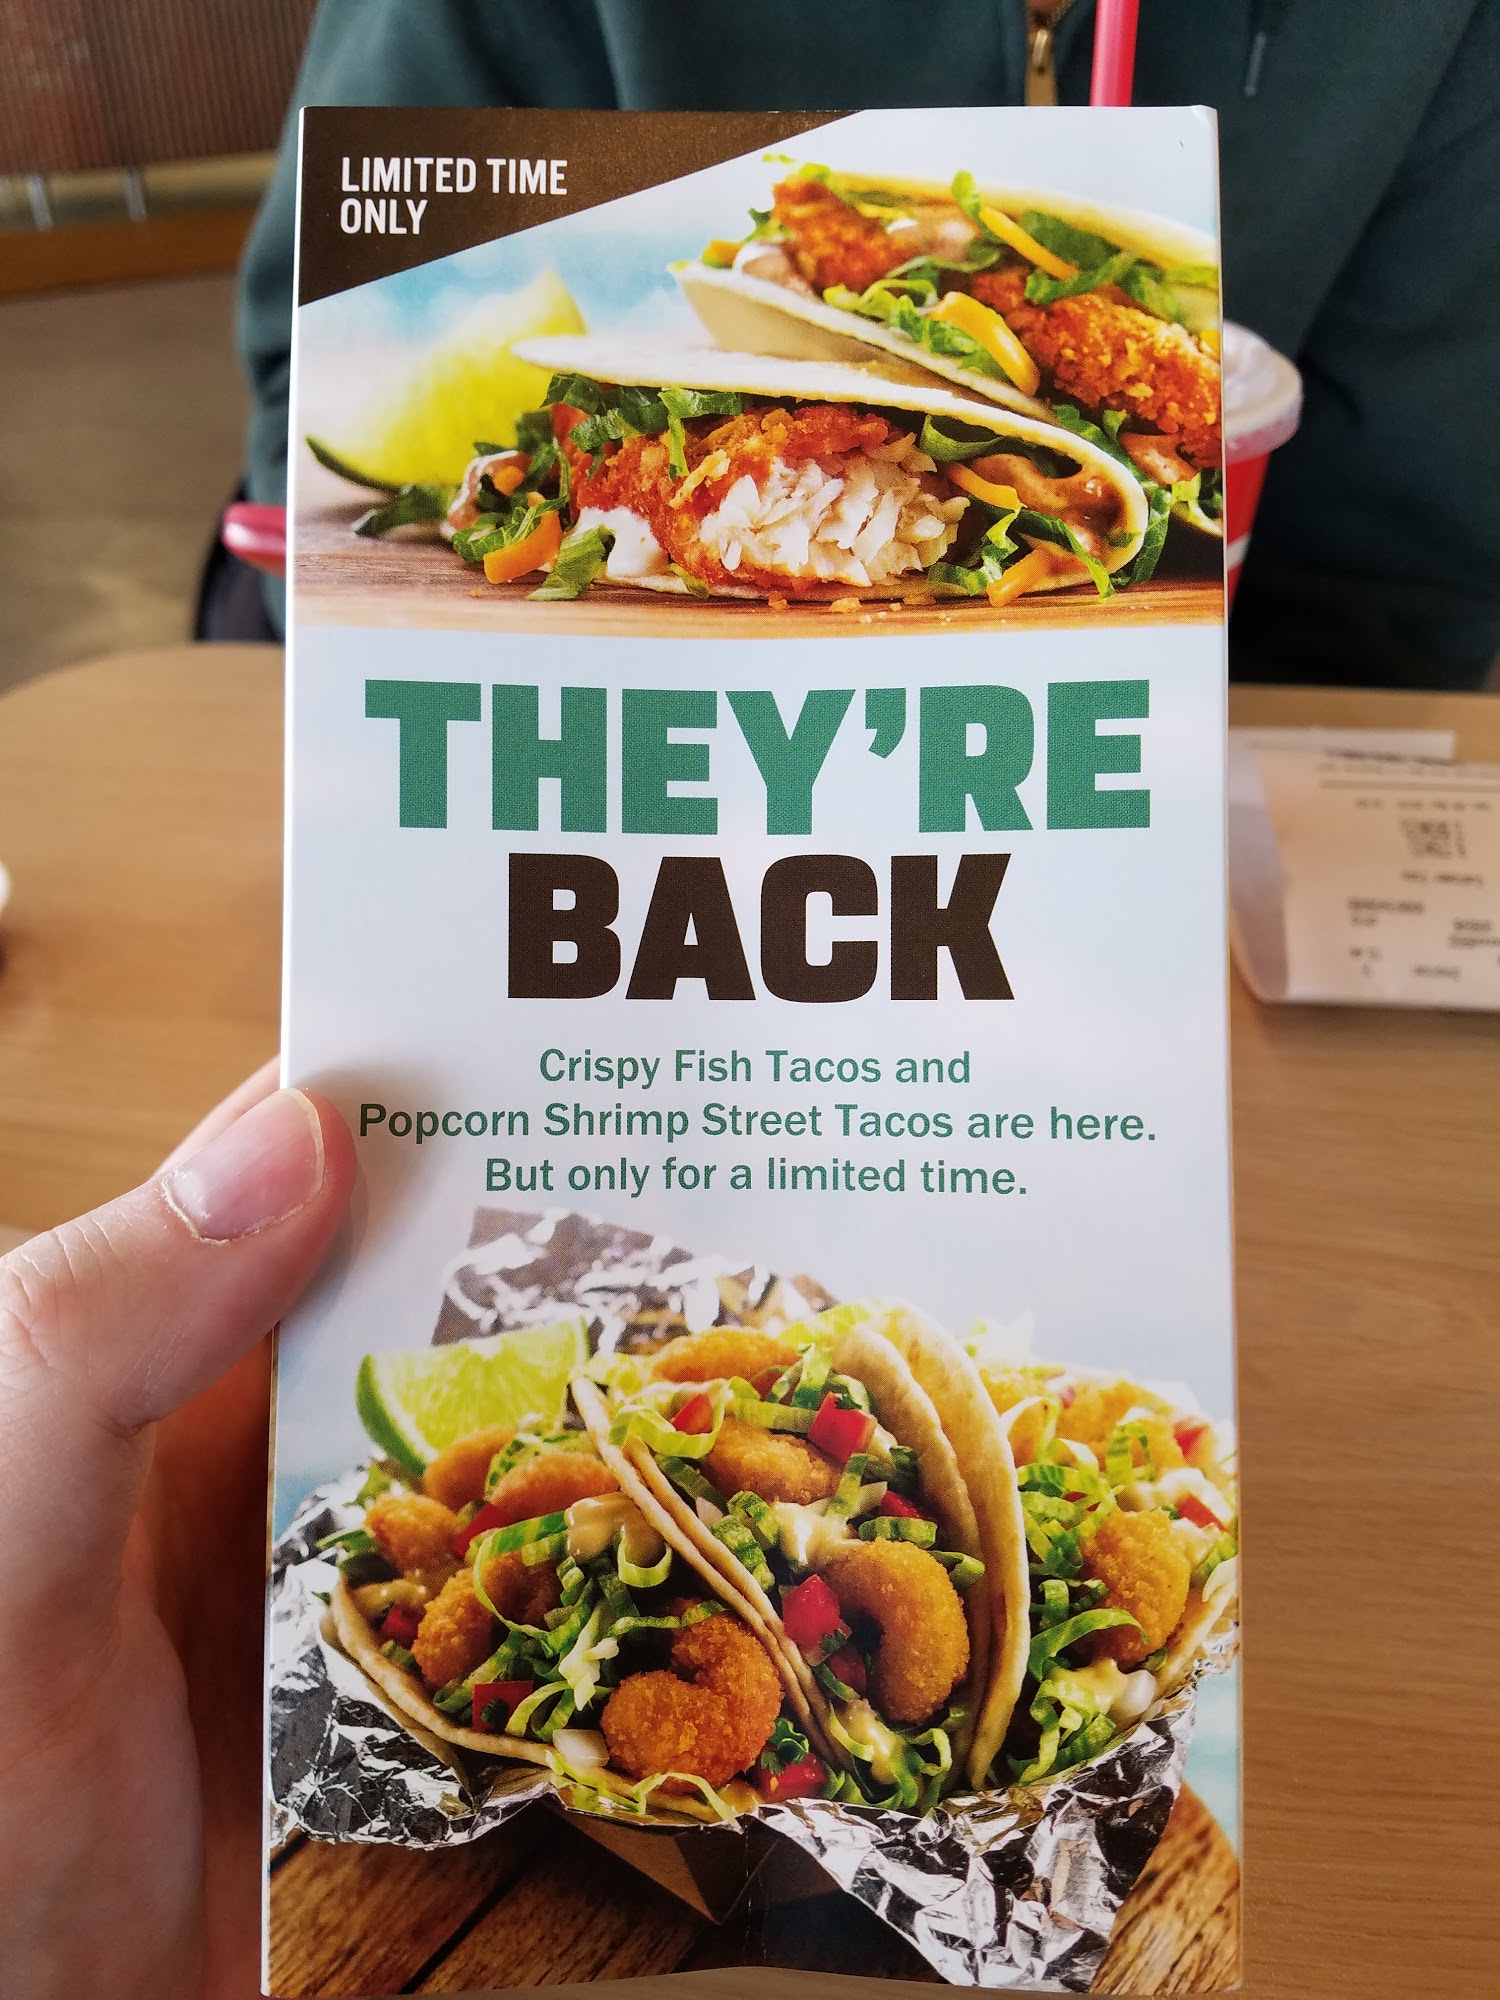 LIMITED TIME
ONLY
THEY'RE
BACK
Crispy Fish Tacos and
Popcorn Shrimp Street Tacos are here.
But only for a limited time.